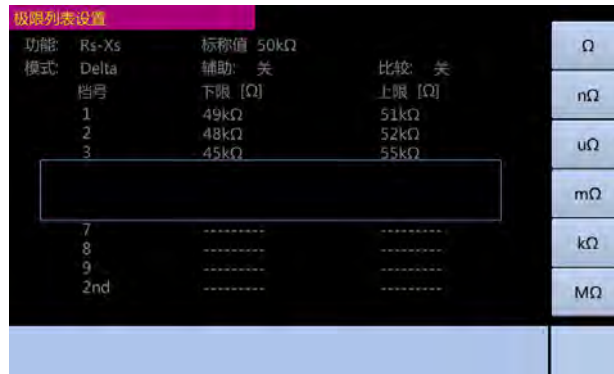 极限列表设置
功能: Rs-Xs 标称值 50kΩ
模式: Delta 辅助: 关 比较: 关
档号 下限 [Ω] 上限 [Ω]
1 49kΩ 51kΩ
2 48kΩ 52kΩ
3 45kΩ 55kΩ
7 --------- ---------
8 --------- ---------
9 --------- ---------
2nd --------- ---------
Ω
nΩ
uΩ
mΩ
kΩ
MΩ